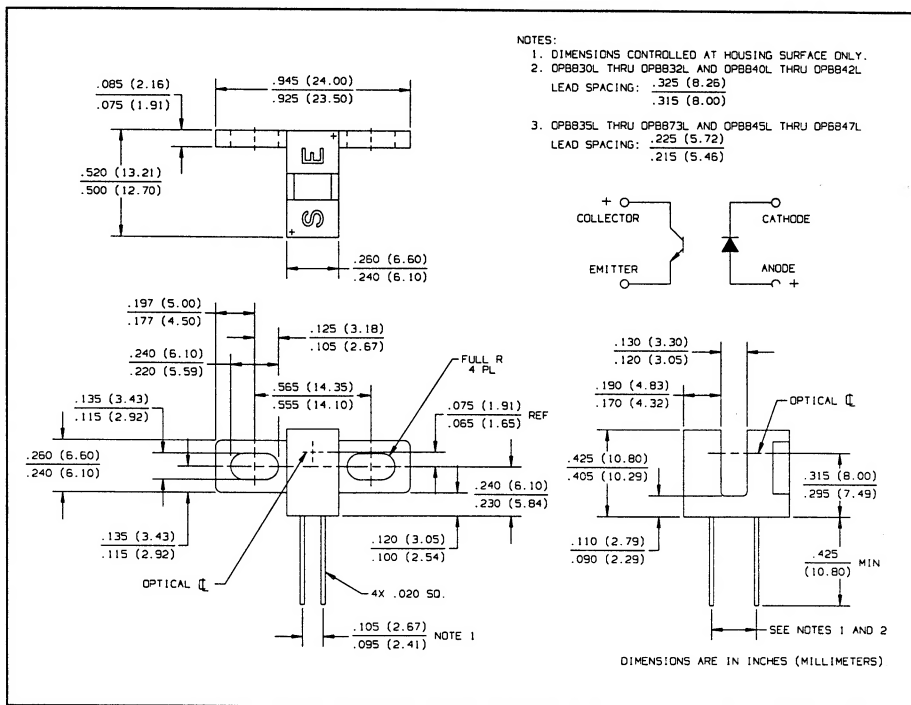 NOTES:
1. DIMENSIONS CONTROLLED AT HOUSING SURFACE ONLY.
2. OPB830L THRU OPB832L AND OPB840L THRU OPB842L
LEAD SPACING: .325 (8.26)
.315 (8.00)
3. OPB835L THRU OPB873L AND OPB845L THRU OPB847L
LEAD SPACING: .225 (5.72)
.215 (5.46)
.085 (2.16)
.075 (1.91)
.945 (24.00)
.925 (23.50)
.520 (13.21)
.500 (12.70)
+
E
S
+
.260 (6.60)
.240 (6.10)
+
COLLECTOR
CATHODE
EMITTER
ANODE
+
.197 (5.00)
.177 (4.50)
.125 (3.18)
.105 (2.67)
.240 (6.10)
.220 (5.59)
.565 (14.35)
.555 (14.10)
FULL R
4 PL
.135 (3.43)
.115 (2.92)
.075 (1.91) REF
.065 (1.65)
.260 (6.60)
.240 (6.10)
.240 (6.10)
.230 (5.84)
.135 (3.43)
.115 (2.92)
.120 (3.05)
.100 (2.54)
OPTICAL ℄
4X .020 SQ.
.105 (2.67) NOTE 1
.095 (2.41)
.130 (3.30)
.120 (3.05)
.190 (4.83)
.170 (4.32)
OPTICAL ℄
.425 (10.80)
.405 (10.29)
.315 (8.00)
.295 (7.49)
.110 (2.79)
.090 (2.29)
.425 MIN
(10.80)
SEE NOTES 1 AND 2
DIMENSIONS ARE IN INCHES (MILLIMETERS)